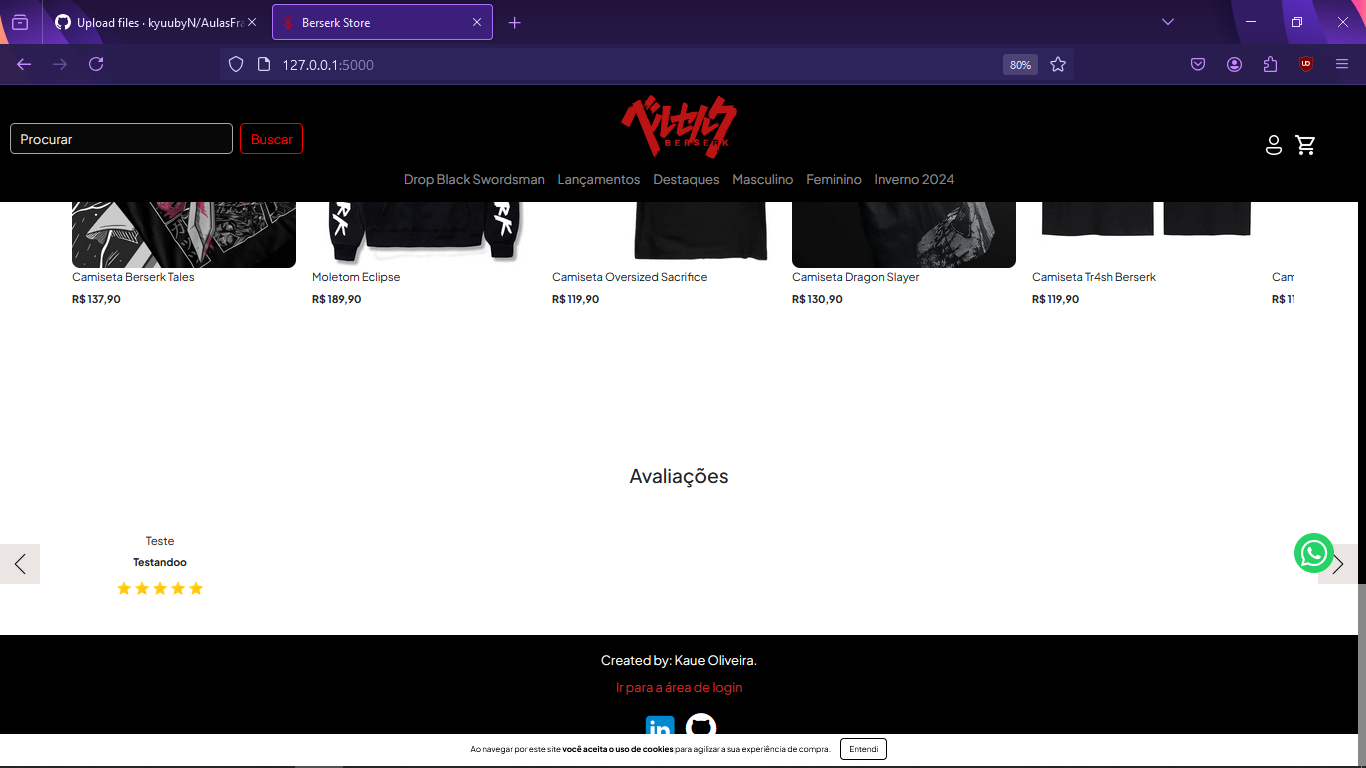 Upload files · kyuubyN/AulasFra
Berserk Store
127.0.0.1:5000
80%
Procurar
Buscar
ベルセルク
BERSERK
Drop Black Swordsman Lançamentos Destaques Masculino Feminino Inverno 2024
Camiseta Berserk Tales
R$ 137,90
Moletom Eclipse
R$ 189,90
Camiseta Oversized Sacrifice
R$ 119,90
Camiseta Dragon Slayer
R$ 130,90
Camiseta Tr4sh Berserk
R$ 119,90
Cam
R$ 11
Avaliações
Teste
Testandoo
Created by: Kaue Oliveira.
Ir para a área de login
in
Ao navegar por este site você aceita o uso de cookies para agilizar a sua experiência de compra.
Entendi